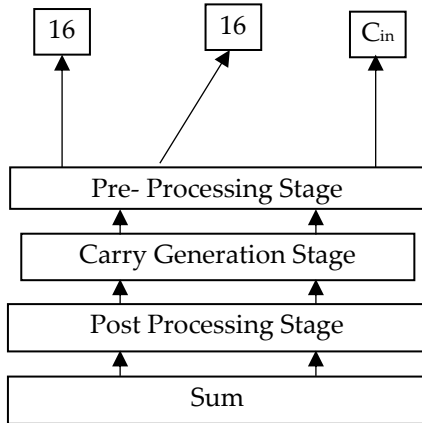 16
16
Cin
Pre- Processing Stage
Carry Generation Stage
Post Processing Stage
Sum